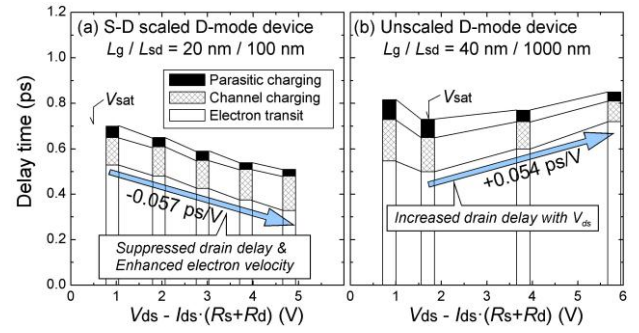 (a) S-D scaled D-mode device
Lg / Lsd = 20 nm / 100 nm
Vsat
Parasitic charging
Channel charging
Electron transit
-0.057 ps/V
Suppressed drain delay &
Enhanced electron velocity
(b) Unscaled D-mode device
Lg / Lsd = 40 nm / 1000 nm
Vsat
+0.054 ps/V
Increased drain delay with Vds
Delay time (ps)
1.2
1.0
0.8
0.6
0.4
0.2
0.0
0 1 2 3 4 5
0 1 2 3 4 5 6
Vds - Ids·(Rs+Rd) (V)
Vds - Ids·(Rs+Rd) (V)